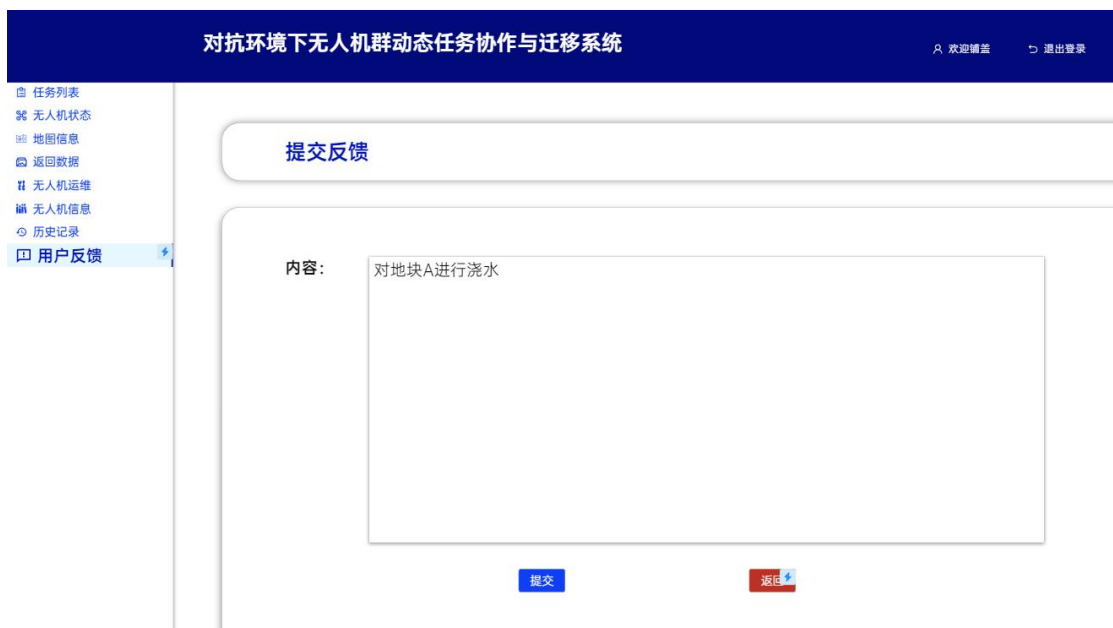 对抗环境下无人机群动态任务协作与迁移系统
欢迎辅盖
退出登录
任务列表
无人机状态
地图信息
返回数据
无人机运维
无人机信息
历史记录
用户反馈
提交反馈
内容：
对地块A进行浇水
提交
返回